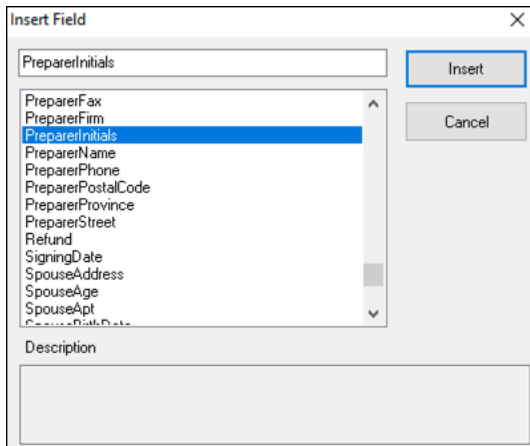 Insert Field
PreparerInitials
Insert
PreparerFax
PreparerFirm
Cancel
PreparerInitials
PreparerName
PreparerPhone
PreparerPostalCode
PreparerProvince
PreparerStreet
Refund
SigningDate
SpouseAddress
SpouseAge
SpouseApt
SpouseBirthDate
Description